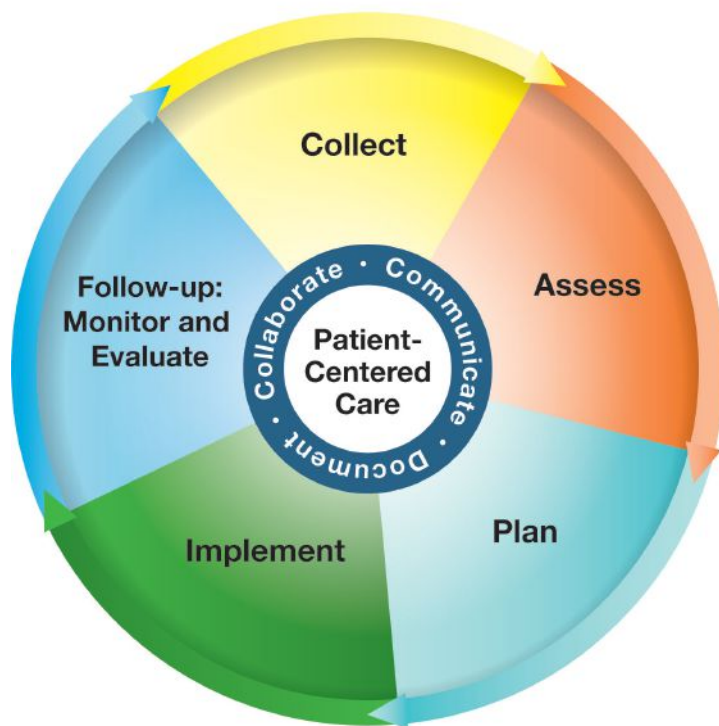 Collect
Assess
Plan
Implement
Follow-up:
Monitor and
Evaluate
Collaborate · Communicate · Document ·
Patient-
Centered
Care